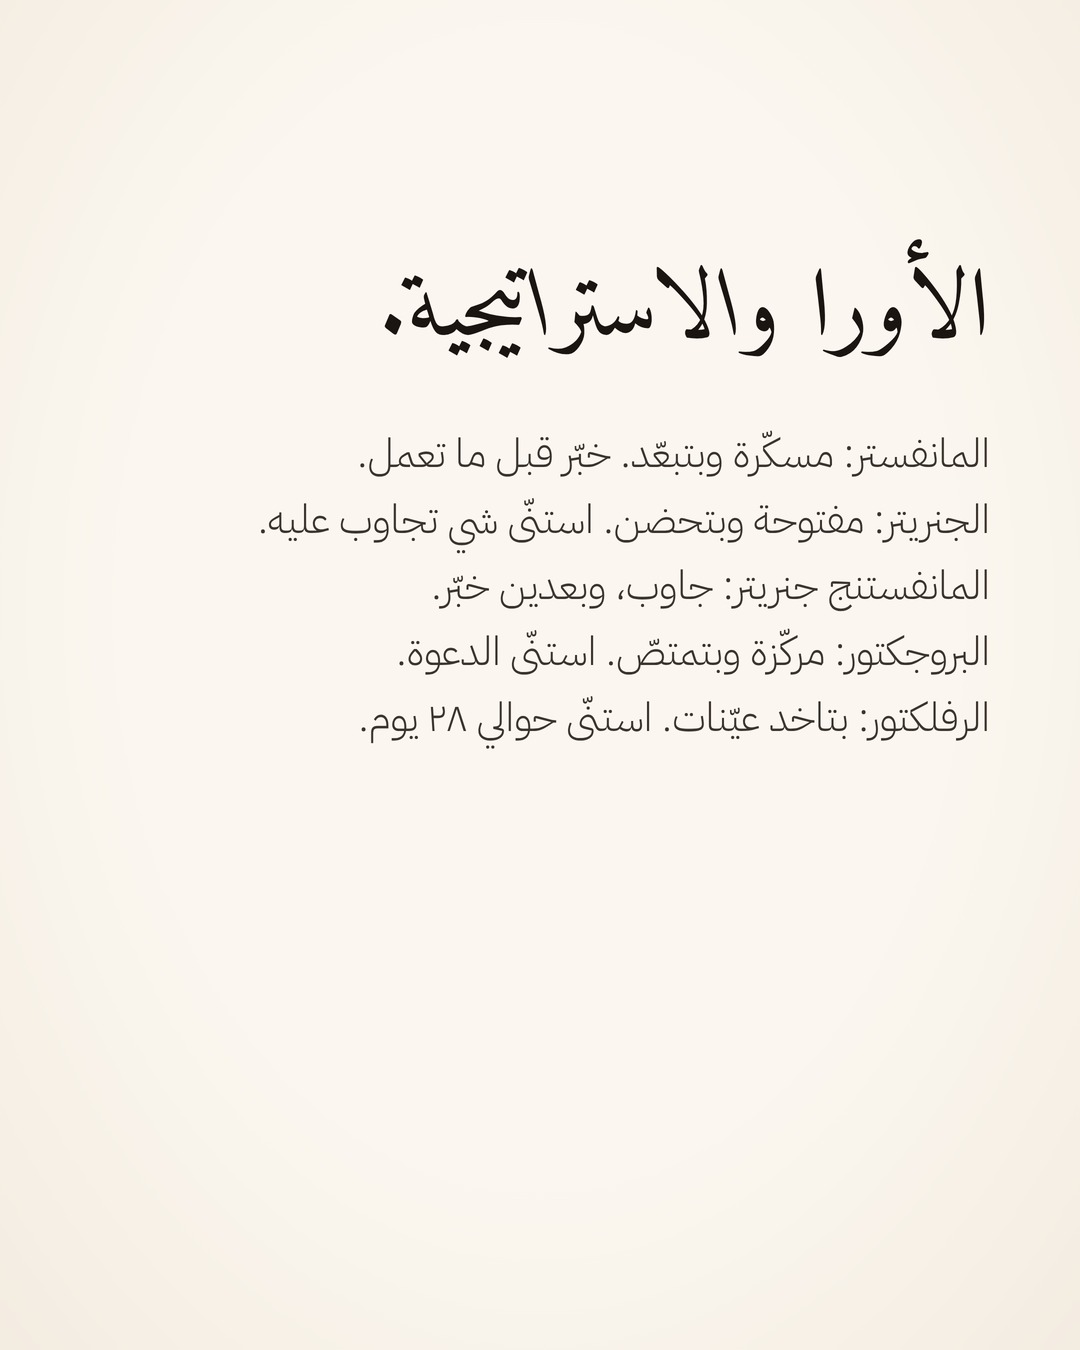 الأورا والاستراتيجية.
المانفستر: مسكّرة وبتبعّد. خبّر قبل ما تعمل.
الجنريتر: مفتوحة وبتحضن. استنّى شي تجاوب عليه.
المانفستنج جنريتر: جاوب، وبعدين خبّر.
البروجكتور: مركّزة وبتمتصّ. استنّى الدعوة.
الرفلكتور: بتاخد عيّنات. استنّى حوالي ٢٨ يوم.